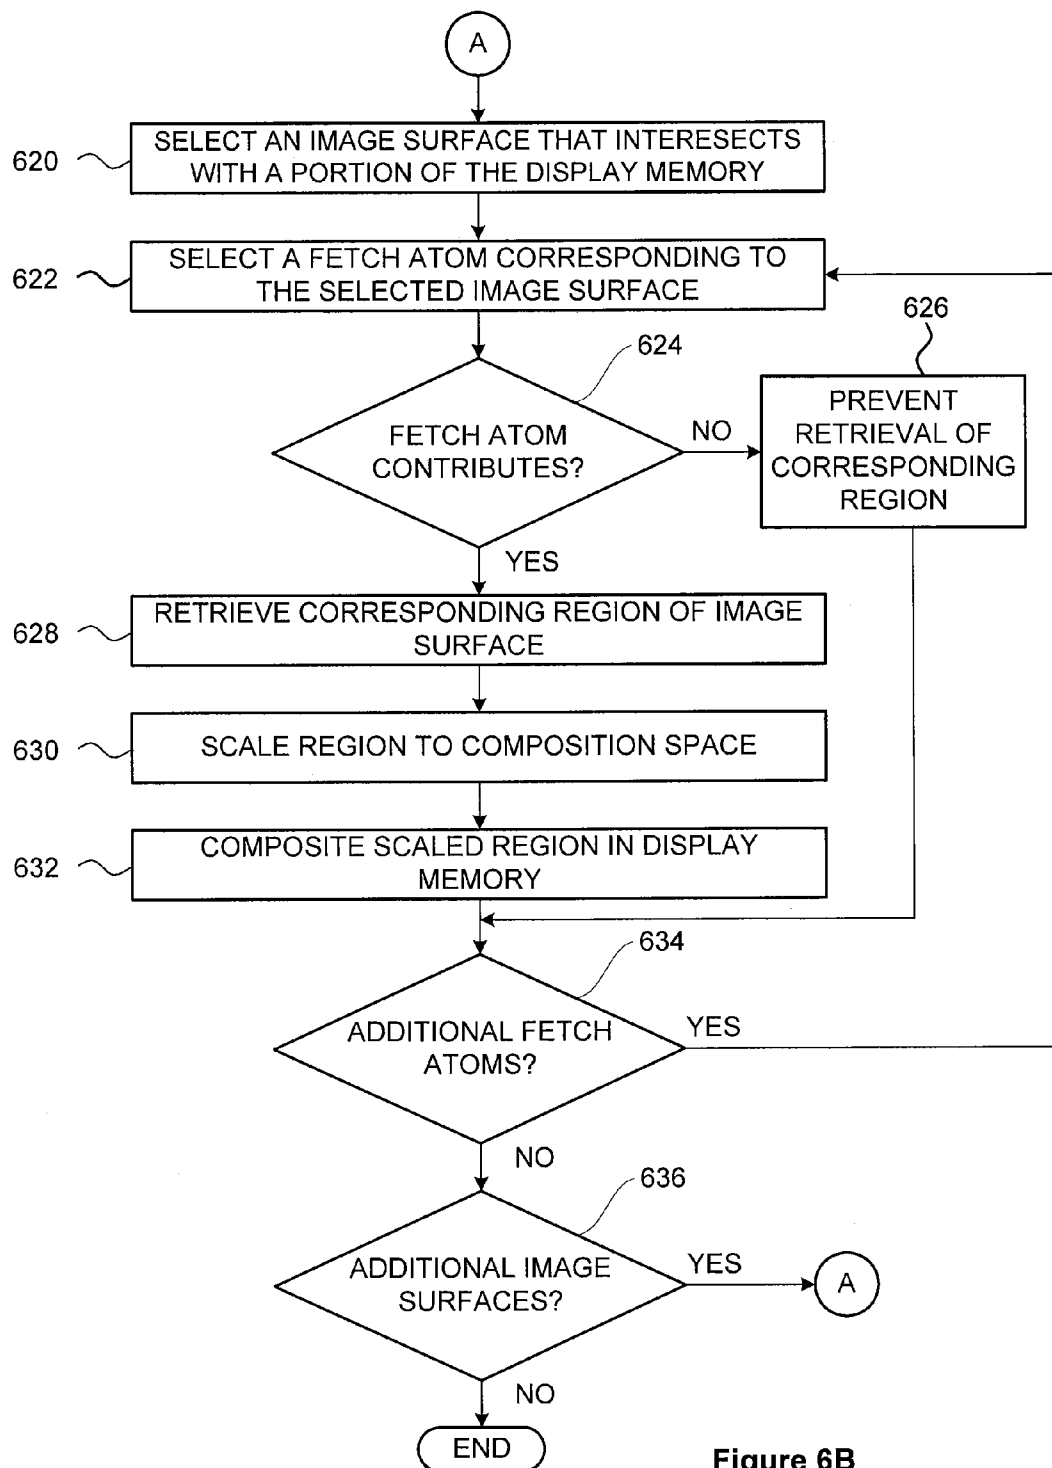 A
SELECT AN IMAGE SURFACE THAT INTERESECTS
WITH A PORTION OF THE DISPLAY MEMORY
620
SELECT A FETCH ATOM CORRESPONDING TO
THE SELECTED IMAGE SURFACE
622
626
624
PREVENT
RETRIEVAL OF
CORRESPONDING
REGION
FETCH ATOM
CONTRIBUTES?
NO
YES
RETRIEVE CORRESPONDING REGION OF IMAGE
SURFACE
628
SCALE REGION TO COMPOSITION SPACE
630
COMPOSITE SCALED REGION IN DISPLAY
MEMORY
632
634
ADDITIONAL FETCH
ATOMS?
YES
NO
636
ADDITIONAL IMAGE
SURFACES?
YES
A
NO
END
Figure 6B